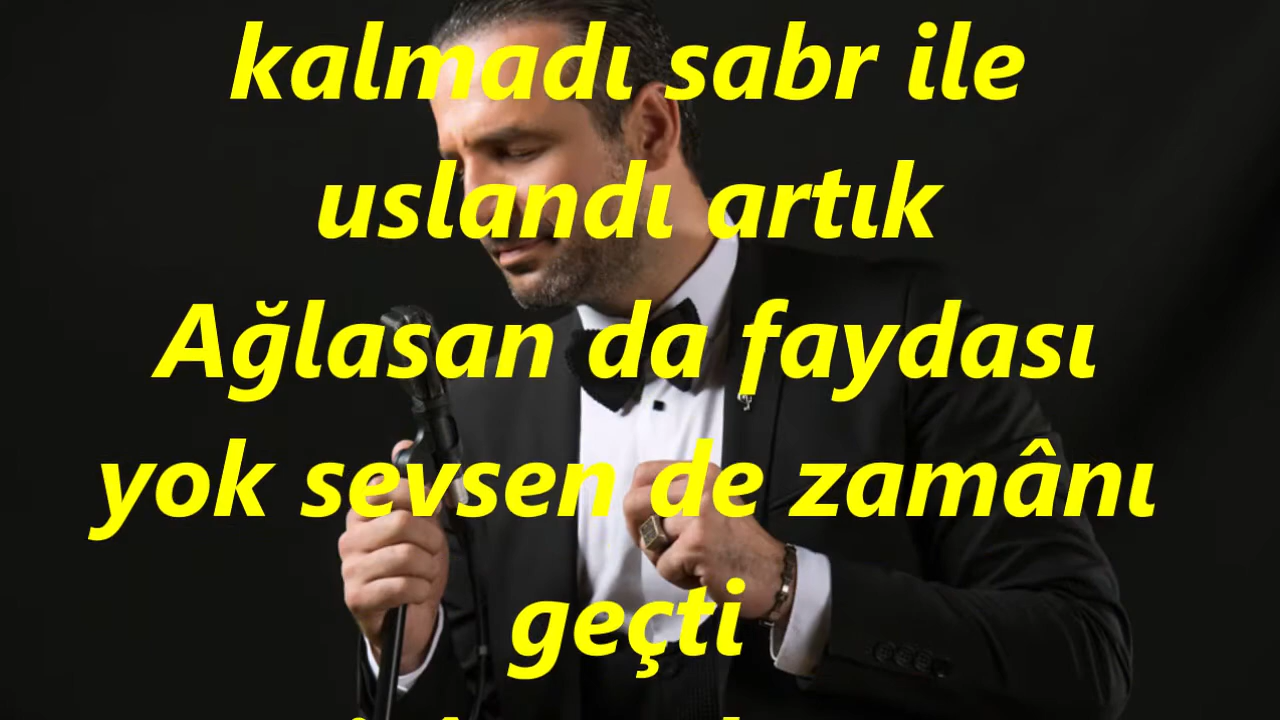 kalmadı sabr ile
uslandı artık
Ağlasan da faydası
yok sevsen de zamânı
geçti